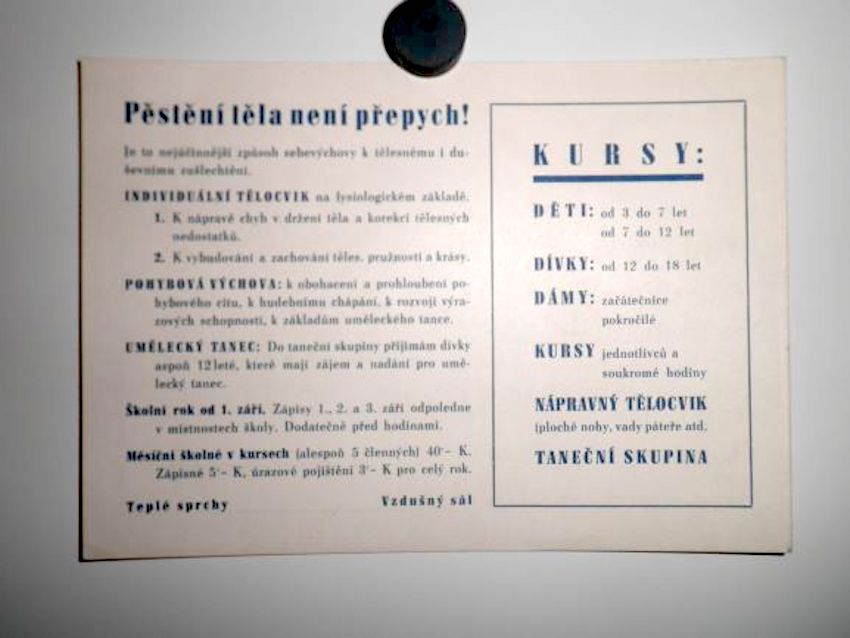 Pěstění těla není přepych!
Je to nejúčinnější způsob sebevýchovy k tělesnému i du-
ševnímu zušlechtění.
INDIVIDUÁLNÍ TĚLOCVIK na fysiologickém základě.
1. K nápravě chyb v držení těla a korekci tělesných
nedostatků.
2. K vybudování a zachování těles. pružnosti a krásy.
POHYBOVÁ VÝCHOVA: k obohacení a prohloubení po-
hybového citu, k hudebnímu chápání, k rozvoji výra-
zových schopností, k základům uměleckého tance.
UMĚLECKÝ TANEC: Do taneční skupiny přijímám dívky
aspoň 12leté, které mají zájem a nadání pro umě-
lecký tanec.
Školní rok od 1. září. Zápisy 1., 2. a 3. září odpoledne
v místnostech školy. Dodatečně před hodinami.
Měsíční školné v kursech (alespoň 5 členných) 40·– K.
Zápisné 5·– K, úrazové pojištění 3·– K pro celý rok.
Teplé sprchy Vzdušný sál
KURSY:
DĚTI: od 3 do 7 let
od 7 do 12 let
DÍVKY: od 12 do 18 let
DÁMY: začátečnice
pokročilé
KURSY jednotlivců a
soukromé hodiny
NÁPRAVNÝ TĚLOCVIK
(ploché nohy, vady páteře atd.
TANEČNÍ SKUPINA